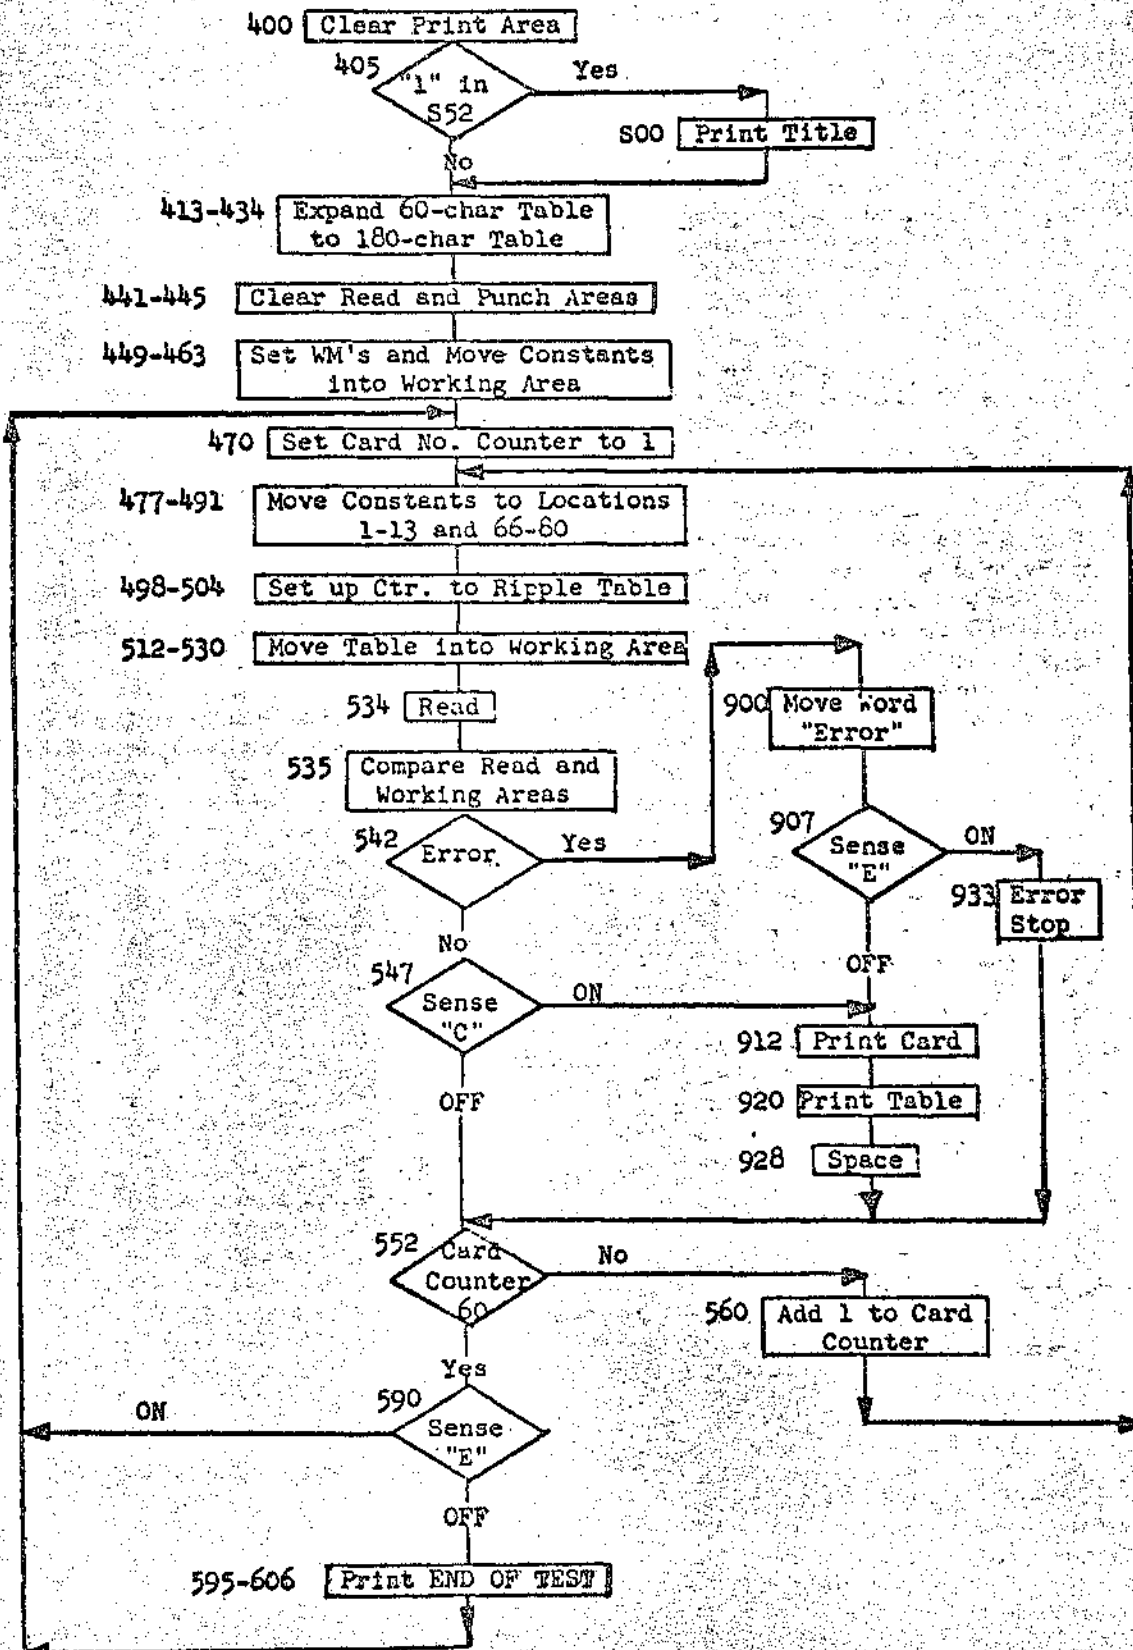 400 Clear Print Area
405 "1" in
S52
Yes
S00 Print Title
No
413-434 Expand 60-char Table
to 180-char Table
441-445 Clear Read and Punch Areas
449-463 Set WM's and Move Constants
into Working Area
470 Set Card No. Counter to 1
477-491 Move Constants to Locations
1-13 and 66-80
498-504 Set up Ctr. to Ripple Table
512-530 Move Table into Working Area
534 Read
900 Move Word
"Error"
535 Compare Read and
Working Areas
542 Error.
Yes
907 Sense
"E"
ON
933 Error
Stop
No
OFF
547 Sense
"C"
ON
912 Print Card
OFF
920 Print Table
928 Space
552 Card
Counter
60
No
560 Add 1 to Card
Counter
Yes
590 Sense
"E"
ON
OFF
595-606 Print END OF TEST